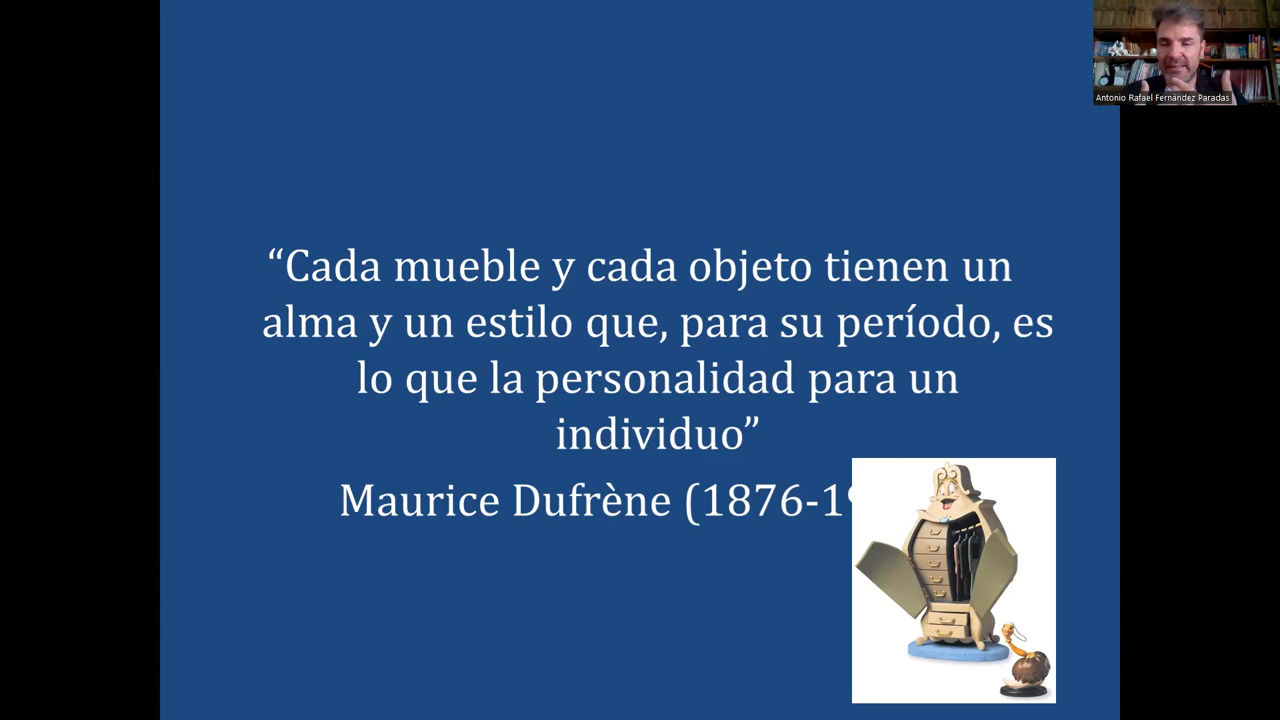 Antonio Rafael Fernández Paradas
“Cada mueble y cada objeto tienen un
alma y un estilo que, para su período, es
lo que la personalidad para un
individuo”
Maurice Dufrène (1876-1